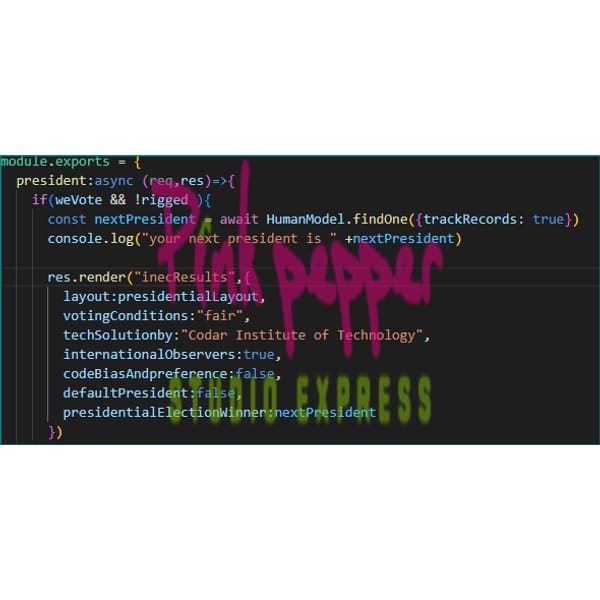 module.exports = {
president:async (req,res)=>{
if(weVote && !rigged ){
const nextPresident = await HumanModel.findOne({trackRecords: true})
console.log("your next president is " +nextPresident)
res.render("inecResults",{
layout:presidentialLayout,
votingConditions:"fair",
techSolutionby:"Codar Institute of Technology",
internationalObservers:true,
codeBiasAndpreference:false,
defaultPresident:false,
presidentialElectionWinner:nextPresident
})
Pink pepper
STUDIO EXPRESS